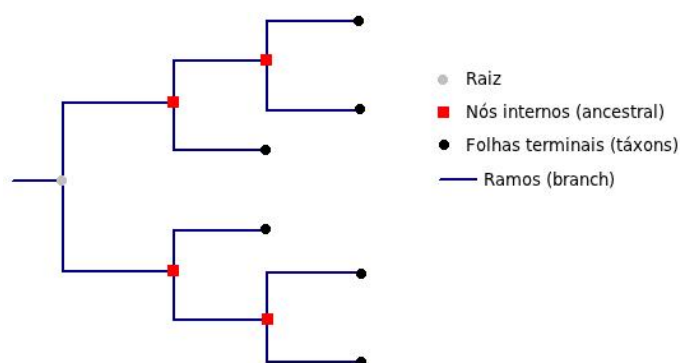 Raiz
Nós internos (ancestral)
Folhas terminais (táxons)
Ramos (branch)